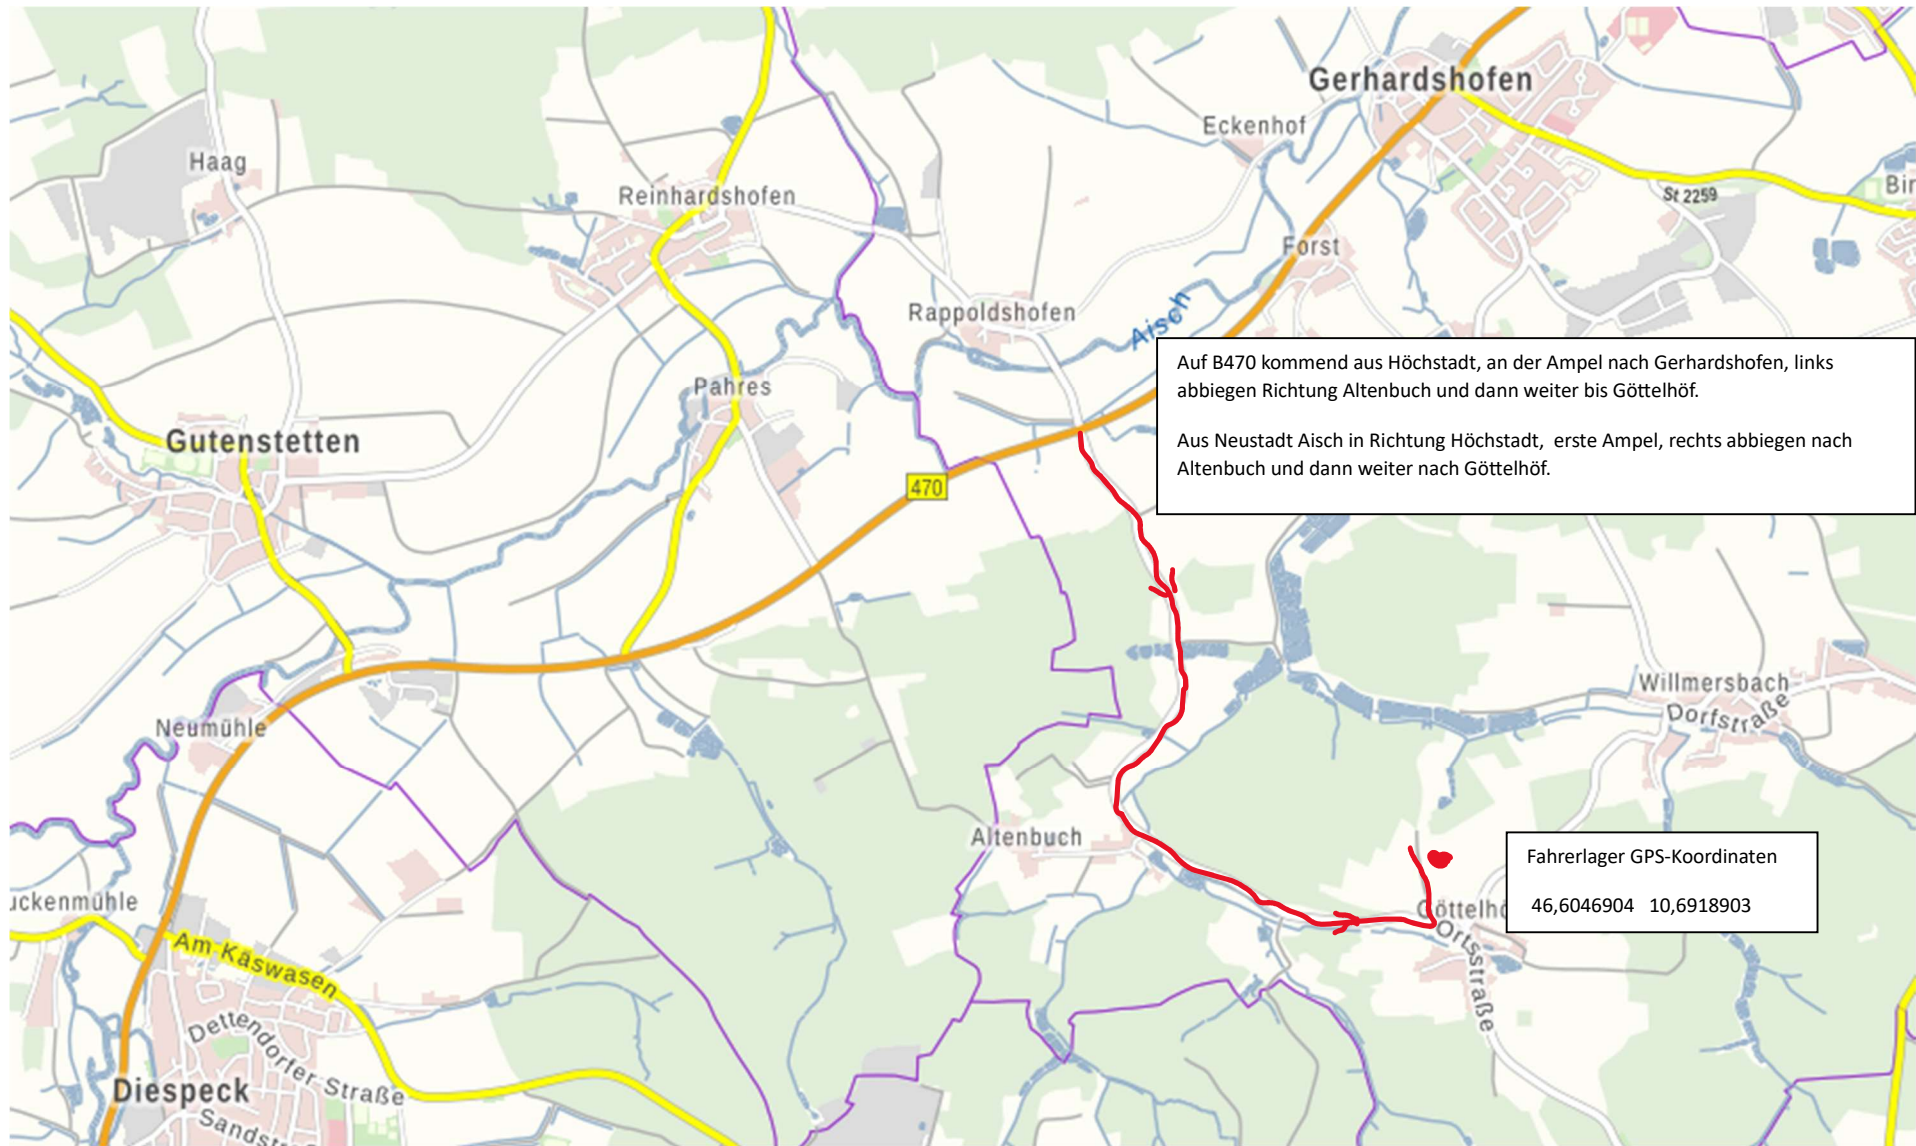 Gerhardshofen
Eckenhof
Haag
Reinhardshofen
St 2259
Forst
Rappoldshofen
Aisch
Auf B470 kommend aus Höchstadt, an der Ampel nach Gerhardshofen, links
abbiegen Richtung Altenbuch und dann weiter bis Göttelhöf.
Aus Neustadt Aisch in Richtung Höchstadt, erste Ampel, rechts abbiegen nach
Altenbuch und dann weiter nach Göttelhöf.
Pahres
Gutenstetten
470
Willmersbach
Dorfstraße
Neumühle
Altenbuch
Fahrerlager GPS-Koordinaten
46,6046904 10,6918903
uckenmühle
Göttelhö
Ortsstraße
Am Käswasen
Dettendorfer Straße
Diespeck
Sandstr